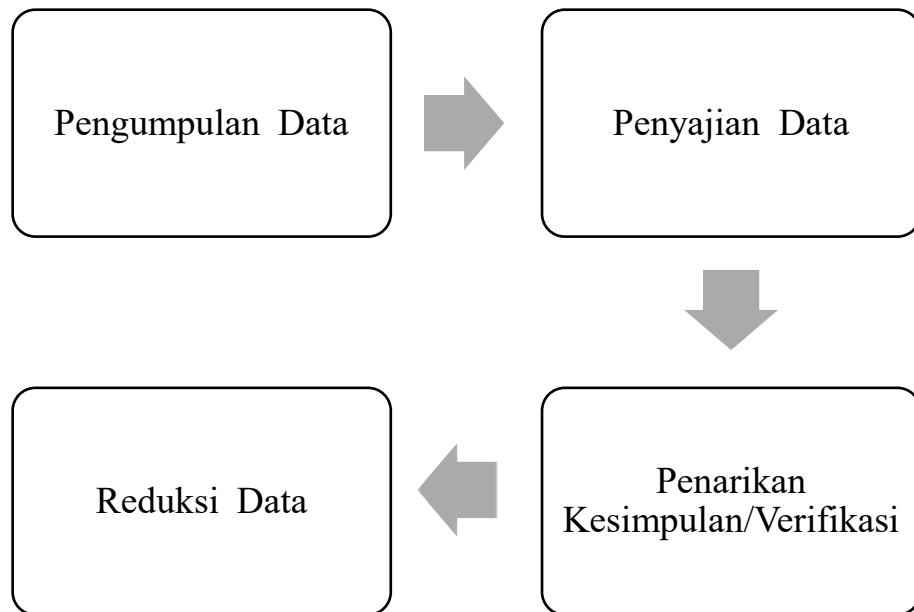 Pengumpulan Data
Penyajian Data
Penarikan
Kesimpulan/Verifikasi
Reduksi Data